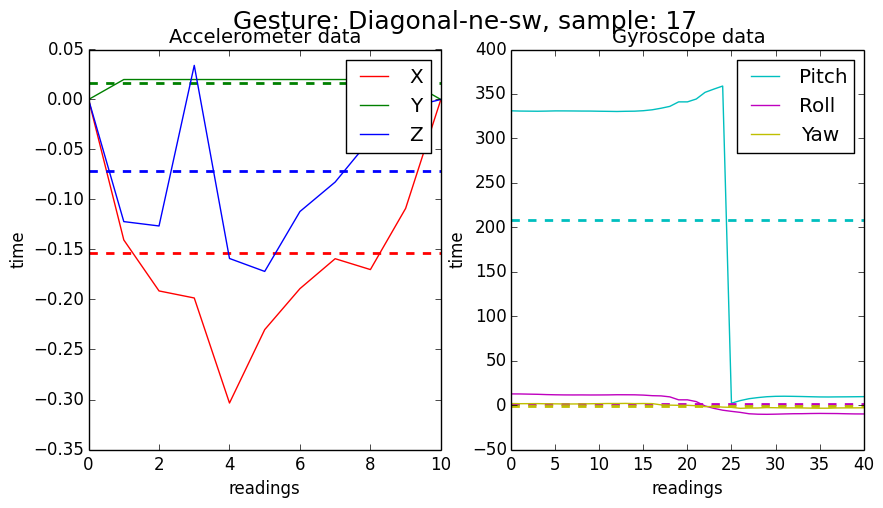 Gesture: Diagonal-ne-sw, sample: 17
Accelerometer data
0.05
0.00
−0.05
−0.10
−0.15
−0.20
−0.25
−0.30
−0.35
time
0 2 4 6 8 10
readings
X
Y
Z
Gyroscope data
400
350
300
250
200
150
100
50
0
−50
time
0 5 10 15 20 25 30 35 40
readings
Pitch
Roll
Yaw